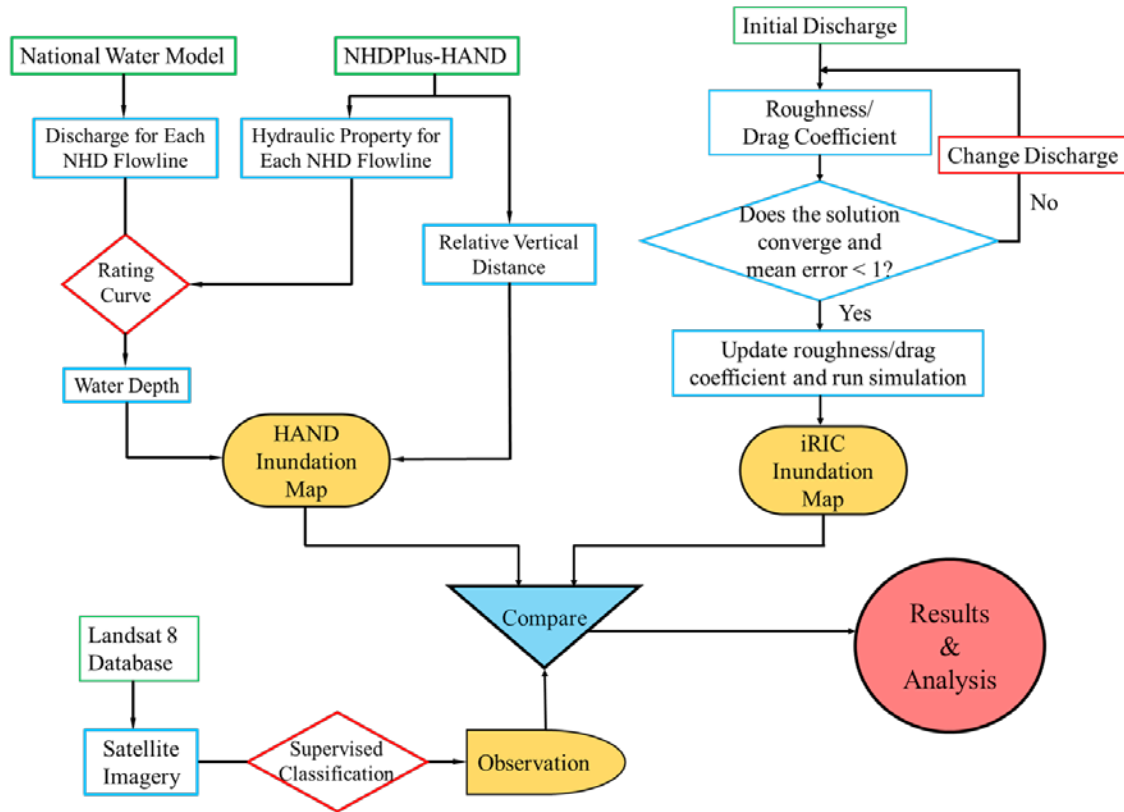 National Water Model
NHDPlus-HAND
Initial Discharge
Discharge for Each
NHD Flowline
Hydraulic Property for
Each NHD Flowline
Roughness/
Drag Coefficient
Change Discharge
No
Relative Vertical
Distance
Does the solution
converge and
mean error < 1?
Rating
Curve
Yes
Water Depth
Update roughness/drag
coefficient and run simulation
HAND
Inundation
Map
iRIC
Inundation
Map
Compare
Results
&
Analysis
Landsat 8
Database
Satellite
Imagery
Supervised
Classification
Observation